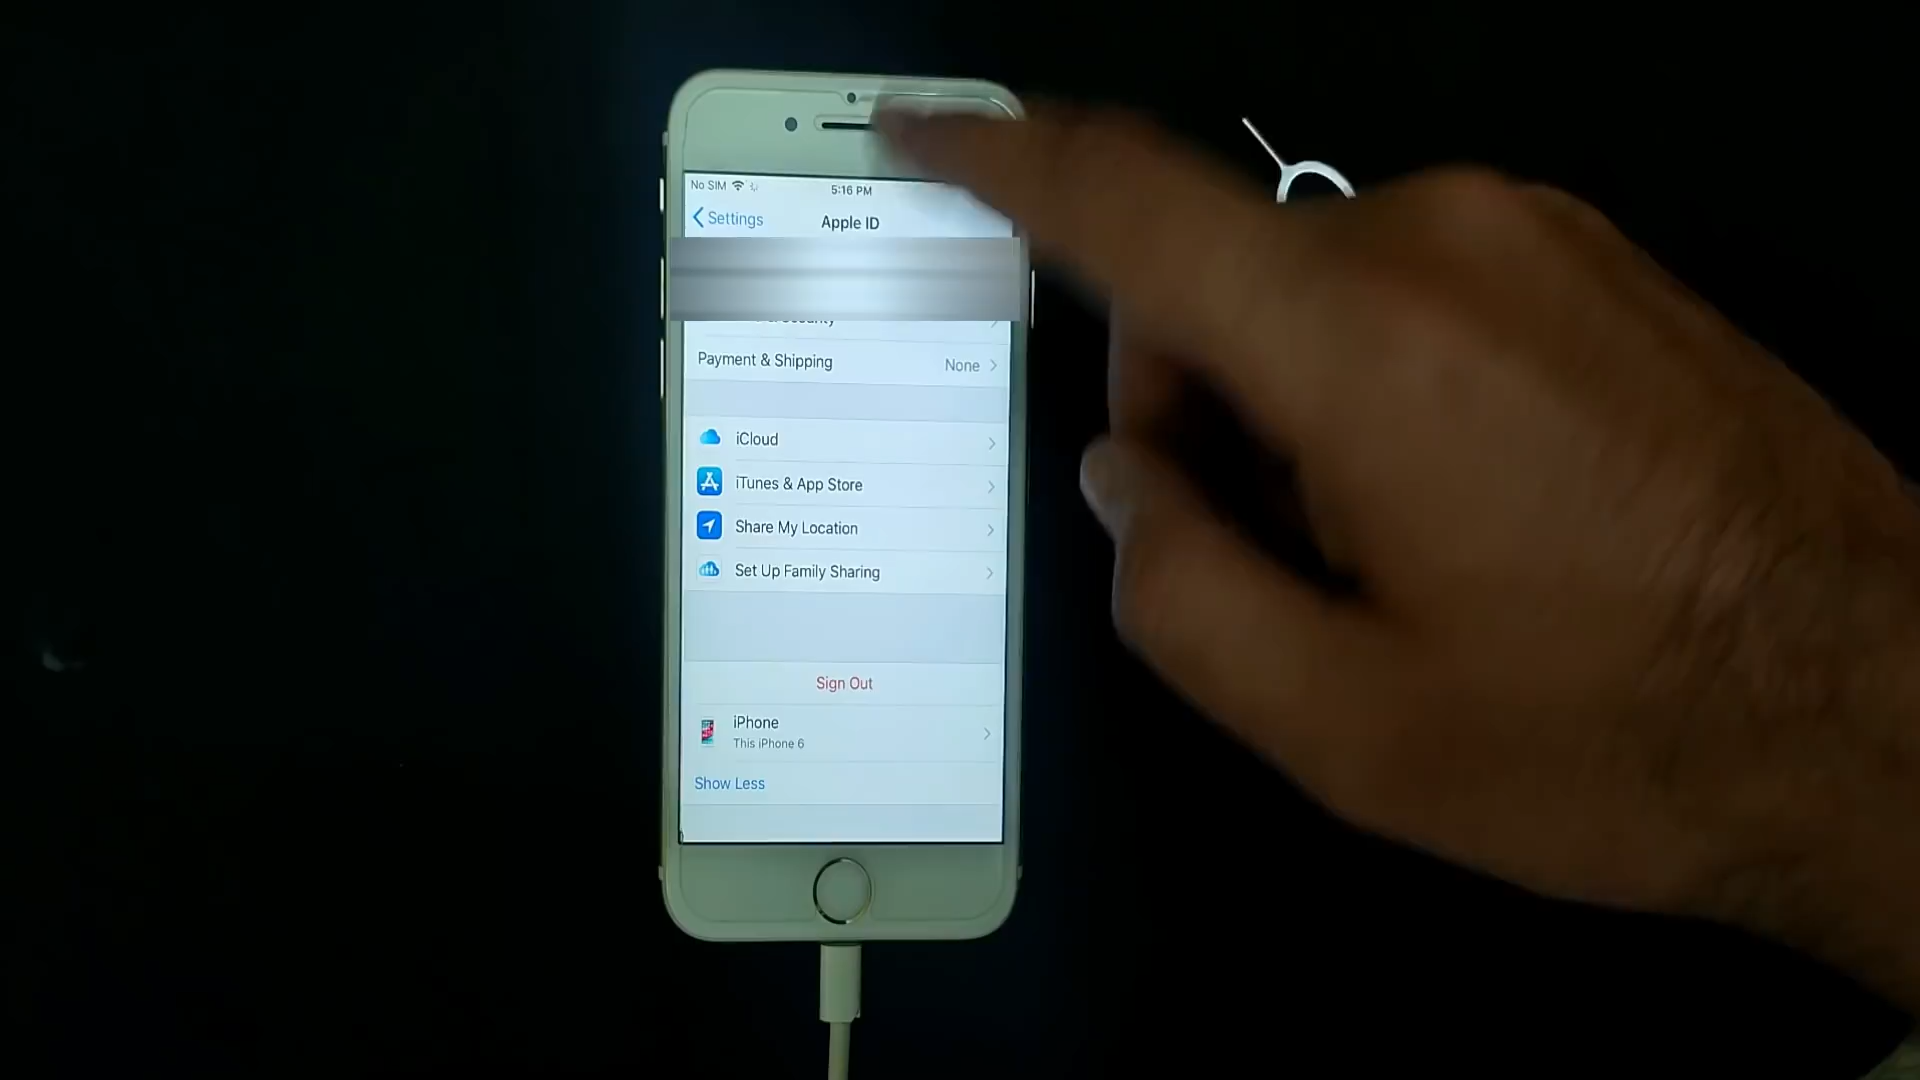 No SIM 5:16 PM
Settings Apple ID
Security
Payment & Shipping None
iCloud
iTunes & App Store
Share My Location
Set Up Family Sharing
Sign Out
iPhone
This iPhone 6
Show Less